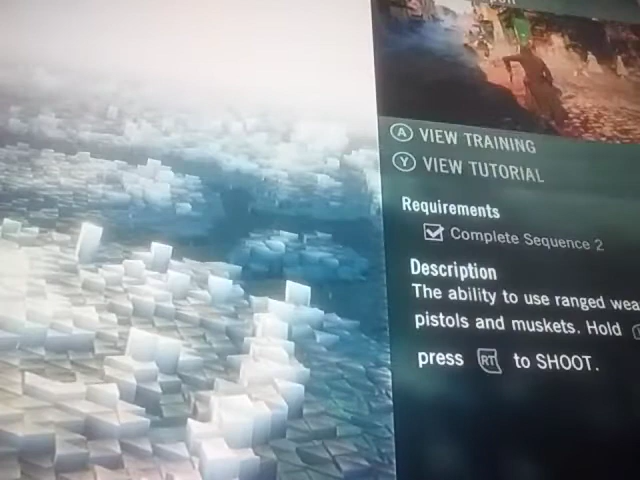 A VIEW TRAINING
Y VIEW TUTORIAL
Requirements
Complete Sequence 2
Description
The ability to use ranged wea
pistols and muskets. Hold
press RT to SHOOT.